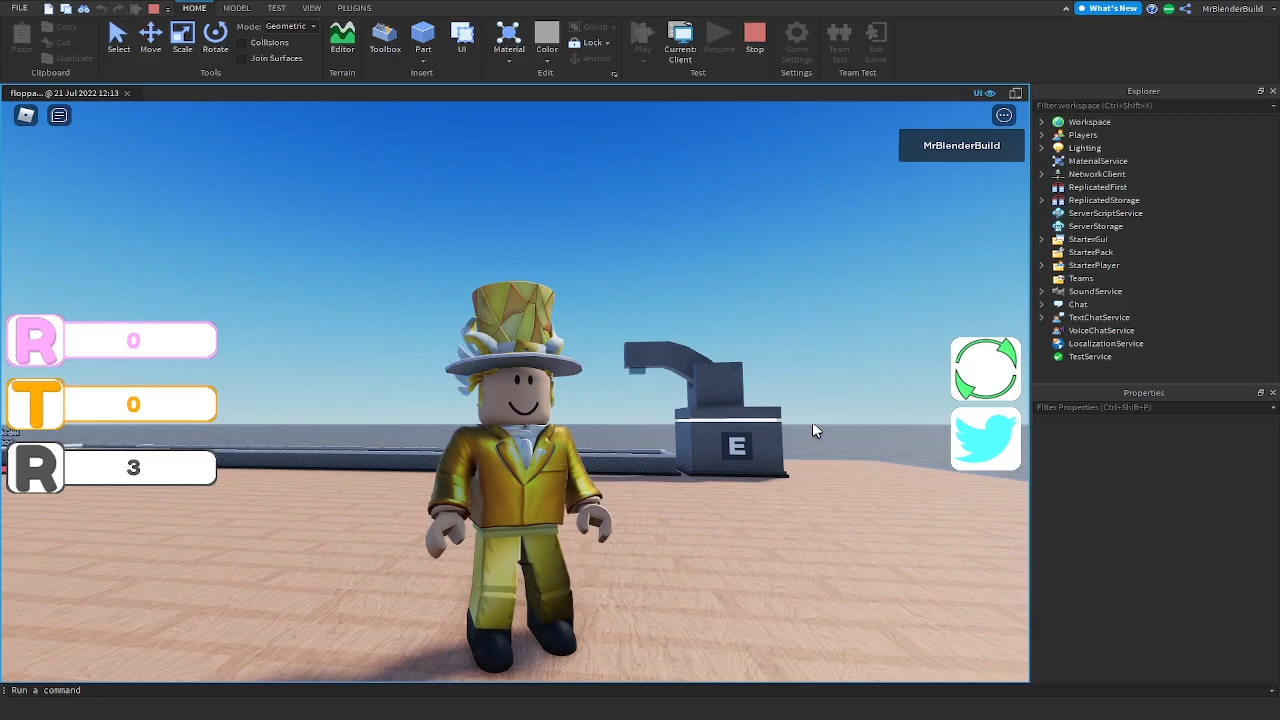 FILE HOME MODEL TEST VIEW PLUGINS What's New MrBlenderBuild
Paste Copy Cut Duplicate Select Move Scale Rotate Mode: Geometric Collisions Join Surfaces Editor Toolbox Part UI Material Color Group Lock Anchor Play Current: Client Resume Stop Game Settings Team Test Exit Game
Clipboard Tools Terrain Insert Edit Test Settings Team Test
floppa... @ 21 Jul 2022 12:13 UI
MrBlenderBuild
R 0
T 0
R 3
E
Explorer
Filter workspace (Ctrl+Shift+X)
Workspace
Players
Lighting
MaterialService
NetworkClient
ReplicatedFirst
ReplicatedStorage
ServerScriptService
ServerStorage
StarterGui
StarterPack
StarterPlayer
Teams
SoundService
Chat
TextChatService
VoiceChatService
LocalizationService
TestService
Properties
Filter Properties (Ctrl+Shift+P)
Run a command